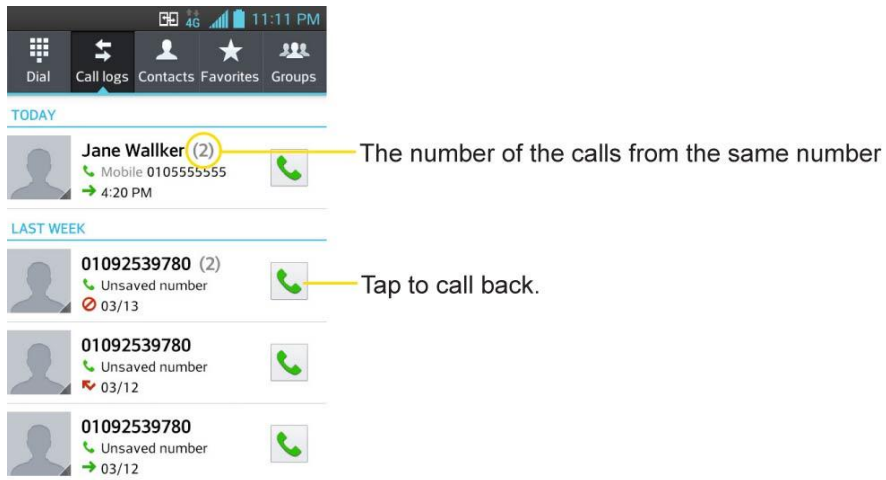 4G 11:11 PM
Dial Call logs Contacts Favorites Groups
TODAY
Jane Wallker (2)
The number of the calls from the same number
Mobile 0105555555
4:20 PM
LAST WEEK
01092539780 (2)
Unsaved number
Tap to call back.
03/13
01092539780
Unsaved number
03/12
01092539780
Unsaved number
03/12